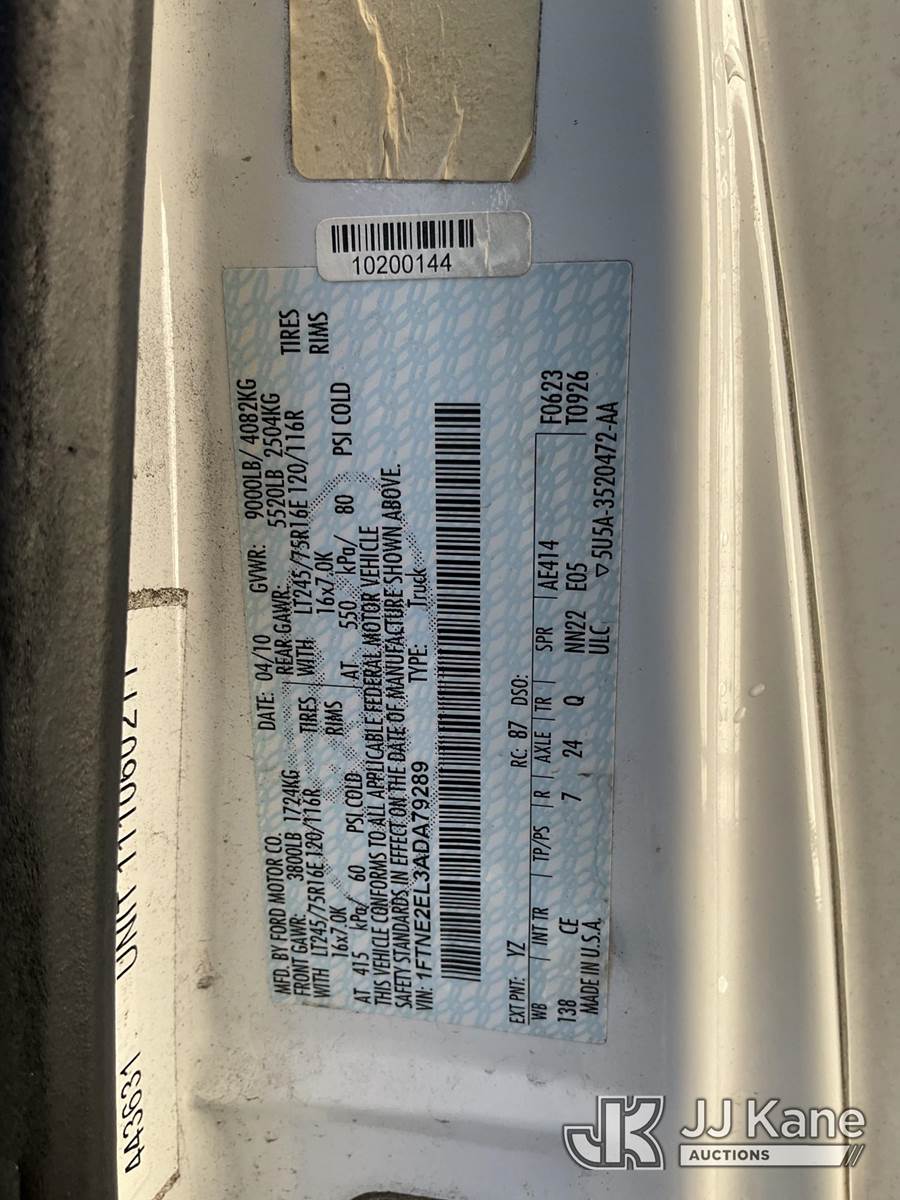 10200144
MFD. BY FORD MOTOR CO.
DATE: 04/10 GVWR: 9000LB/ 4082KG
FRONT GAWR: 3800LB 1724KG REAR GAWR: 5520LB 2504KG
WITH LT245/75R16E 120/116R TIRES WITH LT245/75R16E 120/116R TIRES
16x7.0K RIMS 16x7.0K RIMS
AT 415 kPa/ 60 PSI COLD AT 550 kPa/ 80 PSI COLD
THIS VEHICLE CONFORMS TO ALL APPLICABLE FEDERAL MOTOR VEHICLE
SAFETY STANDARDS IN EFFECT ON THE DATE OF MANUFACTURE SHOWN ABOVE.
VIN: 1FTNE2EL3ADA79289 TYPE: Truck
EXT PNT: YZ RC: 87 DSO: F0623
WB INT TR TP/PS R AXLE TR SPR AE414 T0926
138 CE 7 24 Q NN22 E05
MADE IN U.S.A. ULC ▽5U5A-3520472-AA
443631
JJ Kane
AUCTIONS